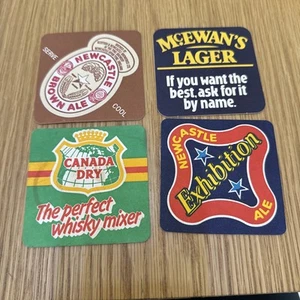 SERVE
NEWCASTLE
BROWN ALE
COOL
McEWAN'S
LAGER
If you want the
best, ask for it
by name.
CANADA
DRY
The perfect
whisky mixer
NEWCASTLE
Exhibition
ALE